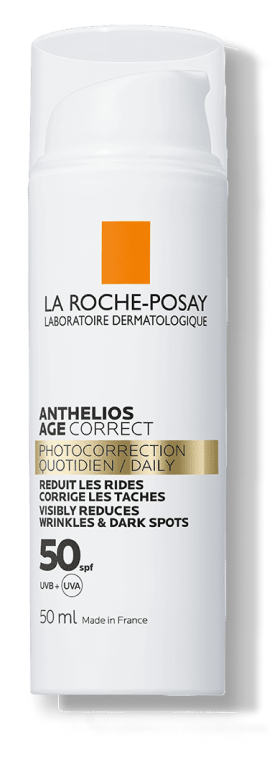 LA ROCHE-POSAY
LABORATOIRE DERMATOLOGIQUE
ANTHELIOS
AGE CORRECT
PHOTOCORRECTION
QUOTIDIEN / DAILY
REDUIT LES RIDES
CORRIGE LES TACHES
VISIBLY REDUCES
WRINKLES & DARK SPOTS
50 spf
UVB + UVA
50 ml Made in France